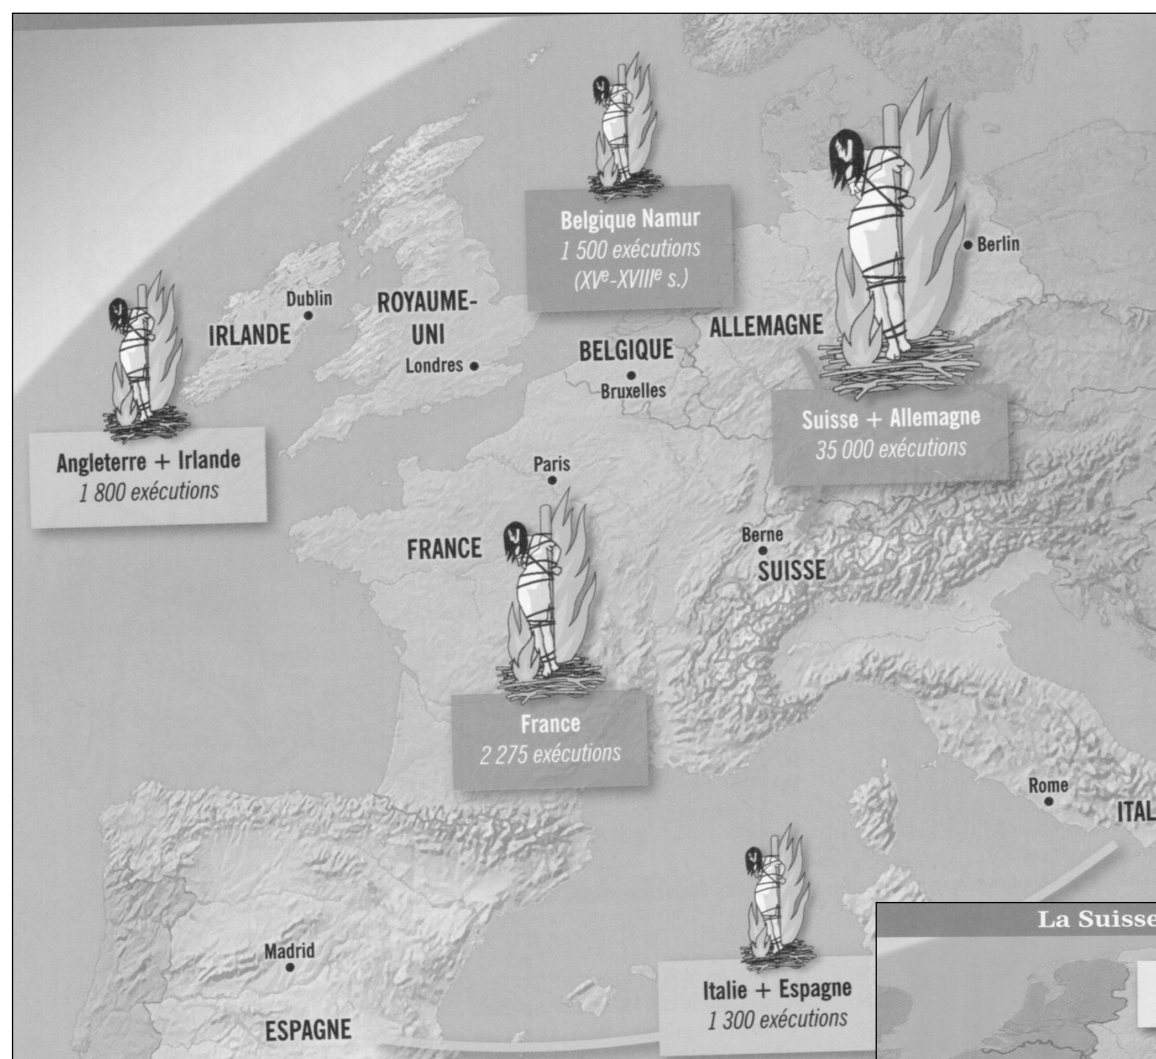 Belgique Namur
1 500 exécutions
(XVe-XVIIIe s.)
Berlin
Dublin
IRLANDE
ROYAUME-
UNI
Londres
BELGIQUE
Bruxelles
ALLEMAGNE
Suisse + Allemagne
35 000 exécutions
Angleterre + Irlande
1 800 exécutions
Paris
FRANCE
Berne
SUISSE
France
2 275 exécutions
Rome
ITAL
Madrid
ESPAGNE
Italie + Espagne
1 300 exécutions
La Suisse